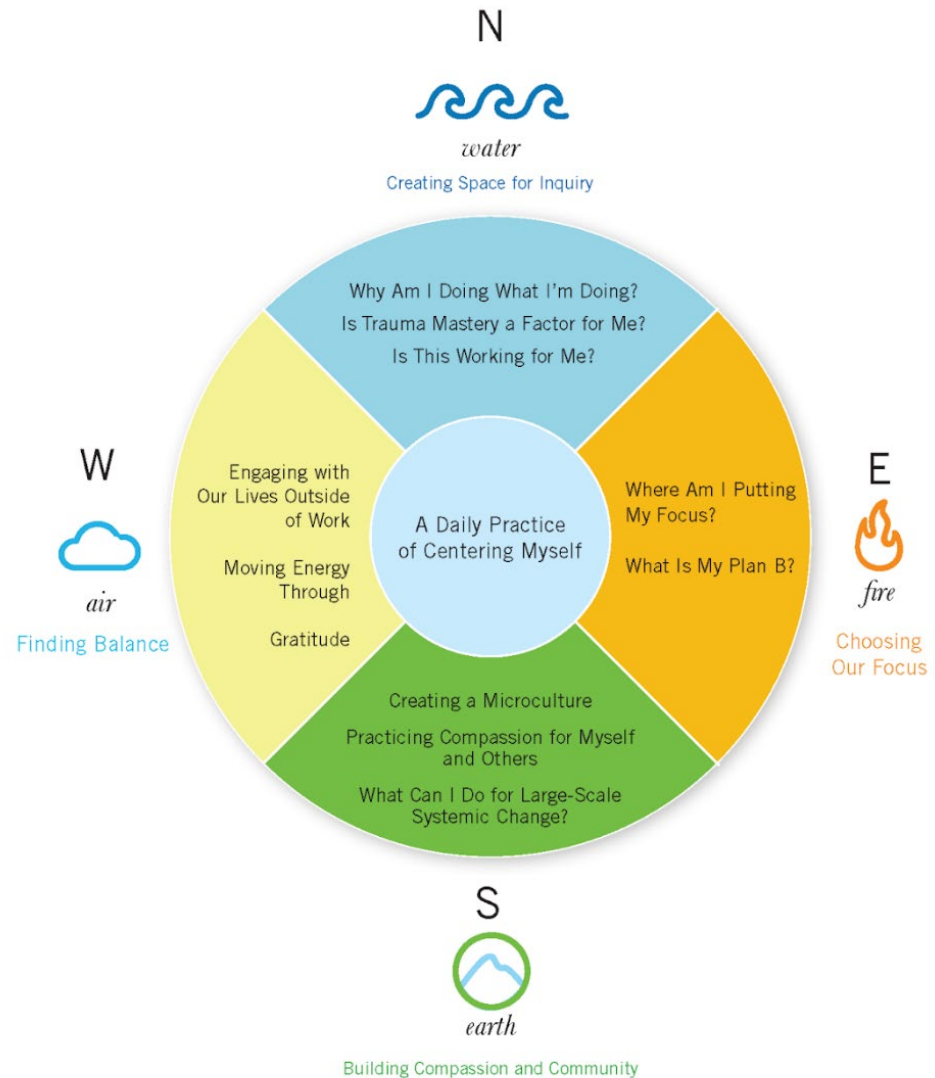 N
water
Creating Space for Inquiry
Why Am I Doing What I'm Doing?
Is Trauma Mastery a Factor for Me?
Is This Working for Me?
W
air
Finding Balance
Engaging with
Our Lives Outside
of Work
Moving Energy
Through
Gratitude
A Daily Practice
of Centering Myself
Where Am I Putting
My Focus?
What Is My Plan B?
E
fire
Choosing
Our Focus
Creating a Microculture
Practicing Compassion for Myself
and Others
What Can I Do for Large-Scale
Systemic Change?
S
earth
Building Compassion and Community